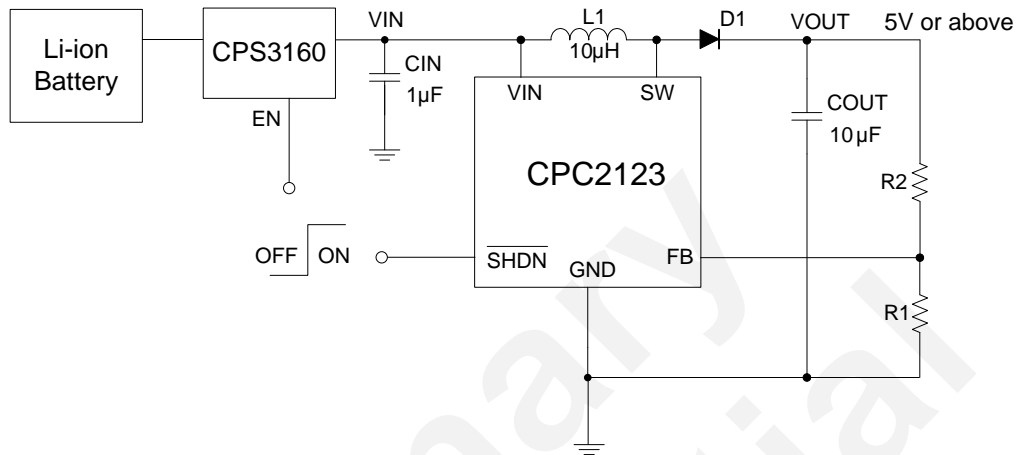 Li-ion
Battery
CPS3160
EN
VIN
CIN
1µF
L1
10µH
D1
VOUT
5V or above
VIN
SW
COUT
10µF
CPC2123
R2
OFF
ON
SHDN
GND
FB
R1